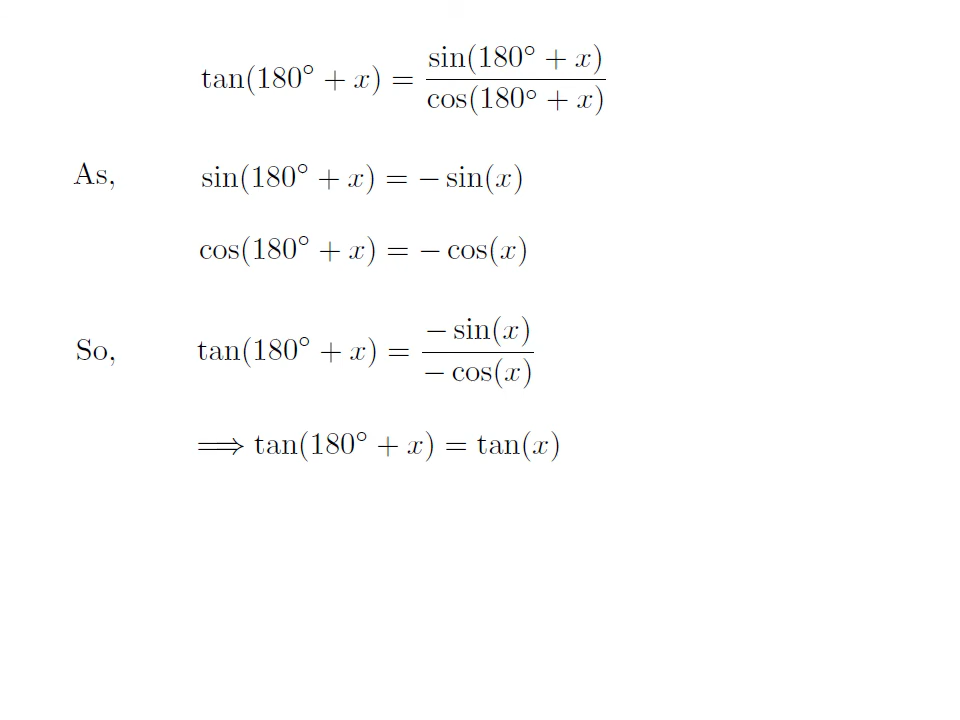 tan(180° + x) = sin(180° + x) / cos(180° + x)
As, sin(180° + x) = − sin(x)
cos(180° + x) = − cos(x)
So, tan(180° + x) = − sin(x) / − cos(x)
⟹ tan(180° + x) = tan(x)